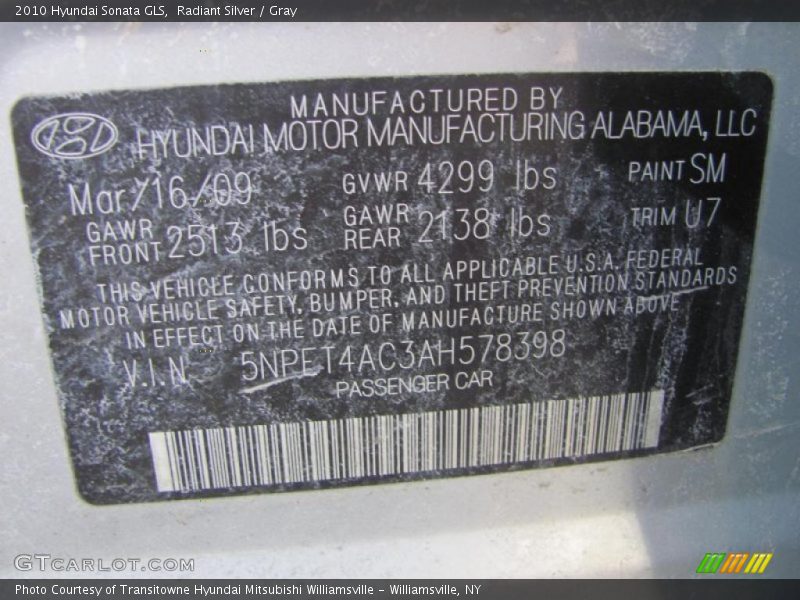 2010 Hyundai Sonata GLS, Radiant Silver / Gray
MANUFACTURED BY
HYUNDAI MOTOR MANUFACTURING ALABAMA, LLC
Mar/16/09 GVWR 4299 lbs PAINT SM
GAWR FRONT 2513 lbs GAWR REAR 2138 lbs TRIM U7
THIS VEHICLE CONFORMS TO ALL APPLICABLE U.S.A. FEDERAL
MOTOR VEHICLE SAFETY, BUMPER, AND THEFT PREVENTION STANDARDS
IN EFFECT ON THE DATE OF MANUFACTURE SHOWN ABOVE
V.I.N 5NPET4AC3AH578398
PASSENGER CAR
GTCARLOT.COM
Photo Courtesy of Transitowne Hyundai Mitsubishi Williamsville - Williamsville, NY